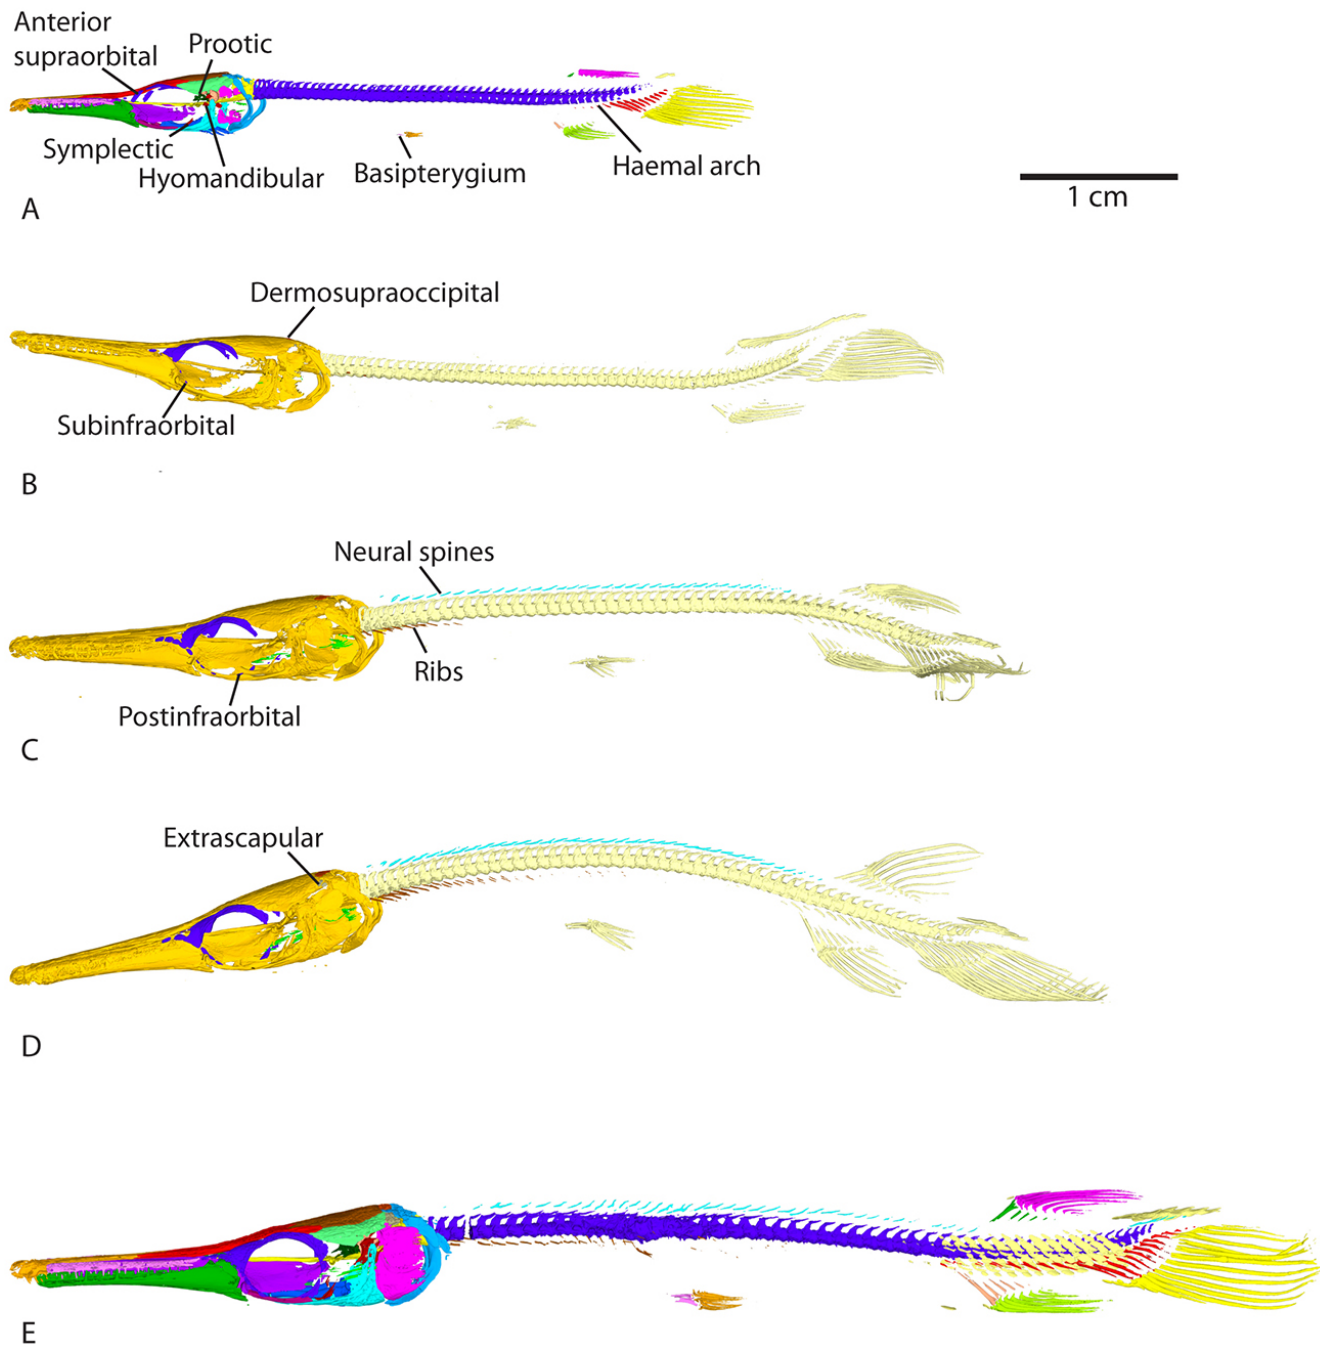 Anterior
supraorbital
Prootic
Symplectic
Hyomandibular
Basipterygium
Haemal arch
1 cm
A
Dermosupraoccipital
Subinfraorbital
B
Neural spines
Ribs
Postinfraorbital
C
Extrascapular
D
E